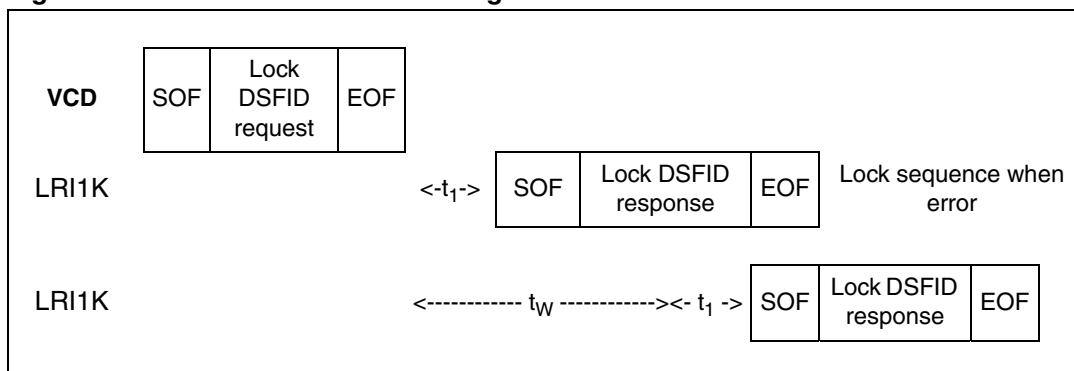 VCD
SOF
Lock
DSFID
request
EOF
LRI1K
<-t1->
SOF
Lock DSFID
response
EOF
Lock sequence when
error
LRI1K
<------------ tW ------------><- t1 ->
SOF
Lock DSFID
response
EOF